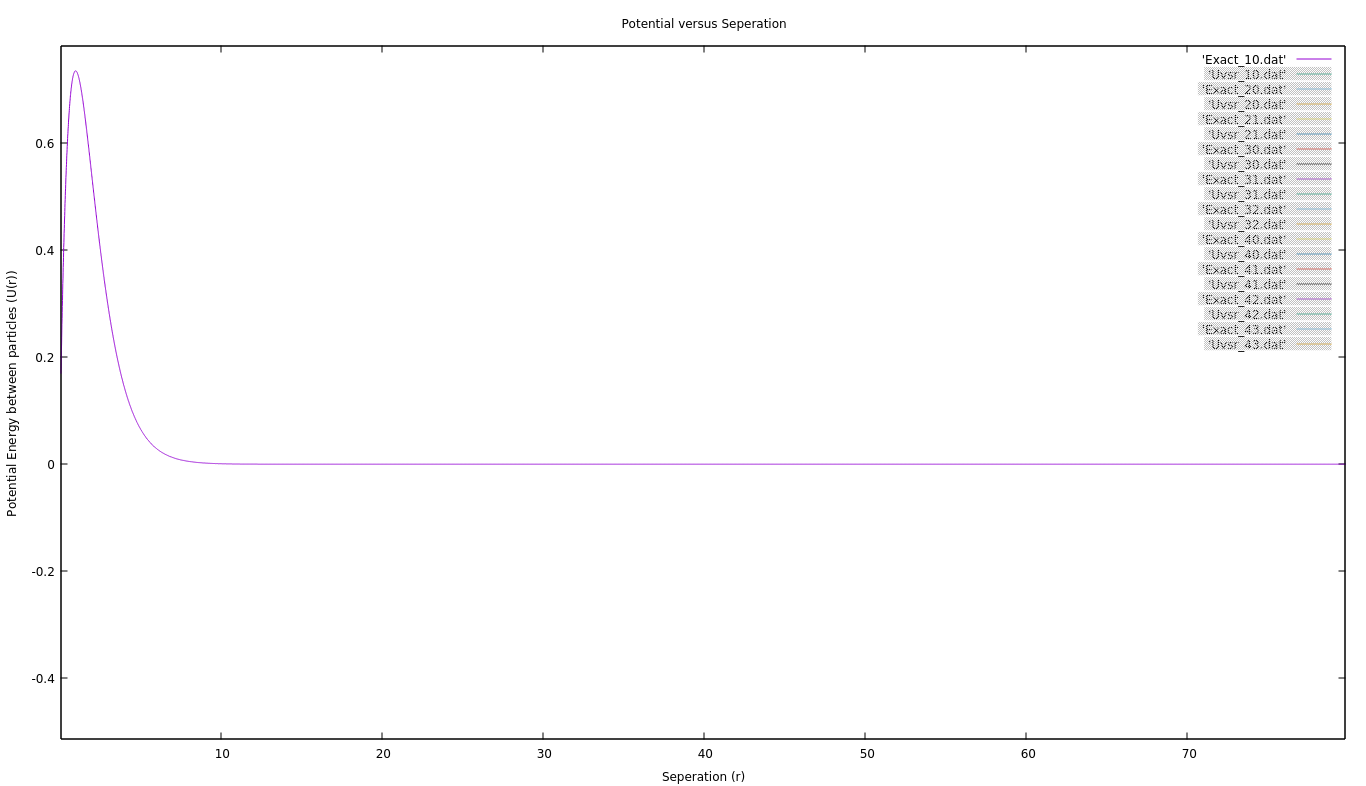 Potential versus Seperation
'Exact_10.dat'
'Uvsr_10.dat'
'Exact_20.dat'
'Uvsr_20.dat'
'Exact_21.dat'
'Uvsr_21.dat'
'Exact_30.dat'
'Uvsr_30.dat'
'Exact_31.dat'
'Uvsr_31.dat'
'Exact_32.dat'
'Uvsr_32.dat'
'Exact_40.dat'
'Uvsr_40.dat'
'Exact_41.dat'
'Uvsr_41.dat'
'Exact_42.dat'
'Uvsr_42.dat'
'Exact_43.dat'
'Uvsr_43.dat'
Potential Energy between particles (U(r))
0.6
0.4
0.2
0
-0.2
-0.4
10 20 30 40 50 60 70
Seperation (r)